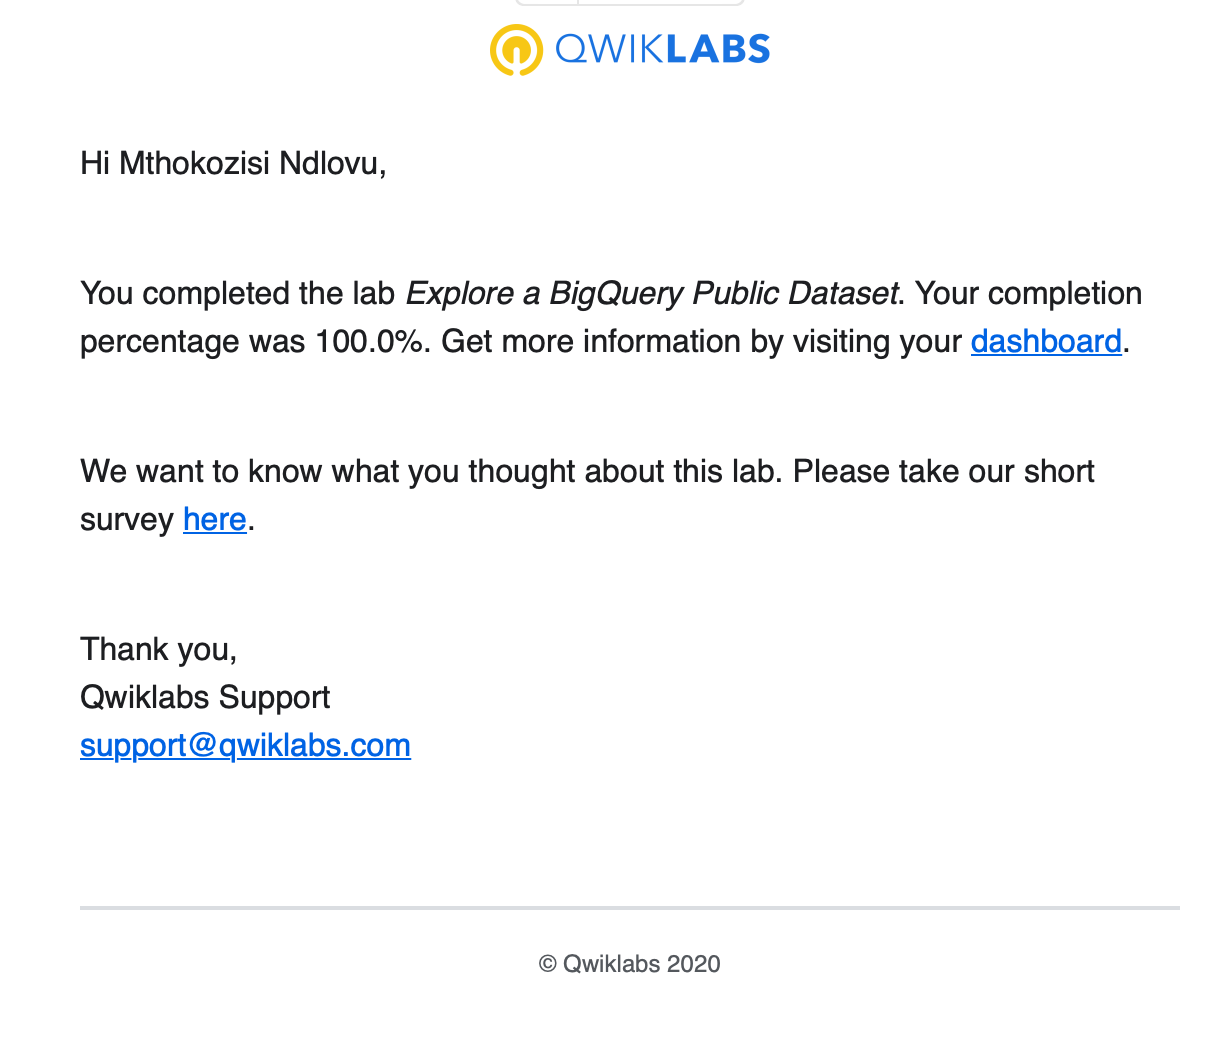 QWIKLABS
Hi Mthokozisi Ndlovu,
You completed the lab Explore a BigQuery Public Dataset. Your completion
percentage was 100.0%. Get more information by visiting your dashboard.
We want to know what you thought about this lab. Please take our short
survey here.
Thank you,
Qwiklabs Support
support@qwiklabs.com
© Qwiklabs 2020